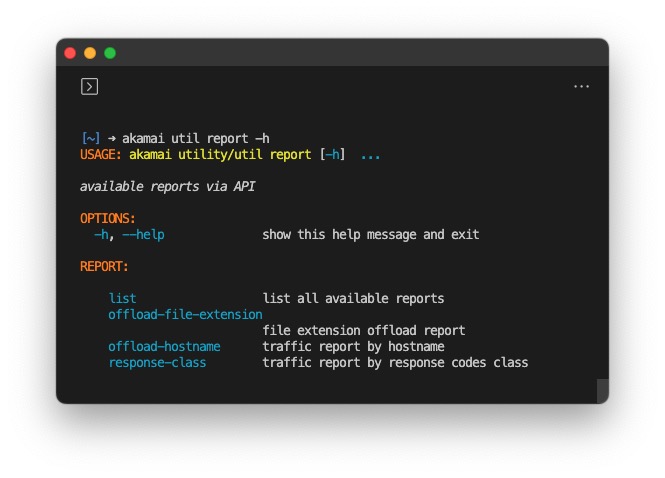 [~] ➜ akamai util report -h
USAGE: akamai utility/util report [-h]  ...
available reports via API
OPTIONS:
-h, --help    show this help message and exit
REPORT:
list    list all available reports
offload-file-extension
file extension offload report
offload-hostname    traffic report by hostname
response-class    traffic report by response codes class